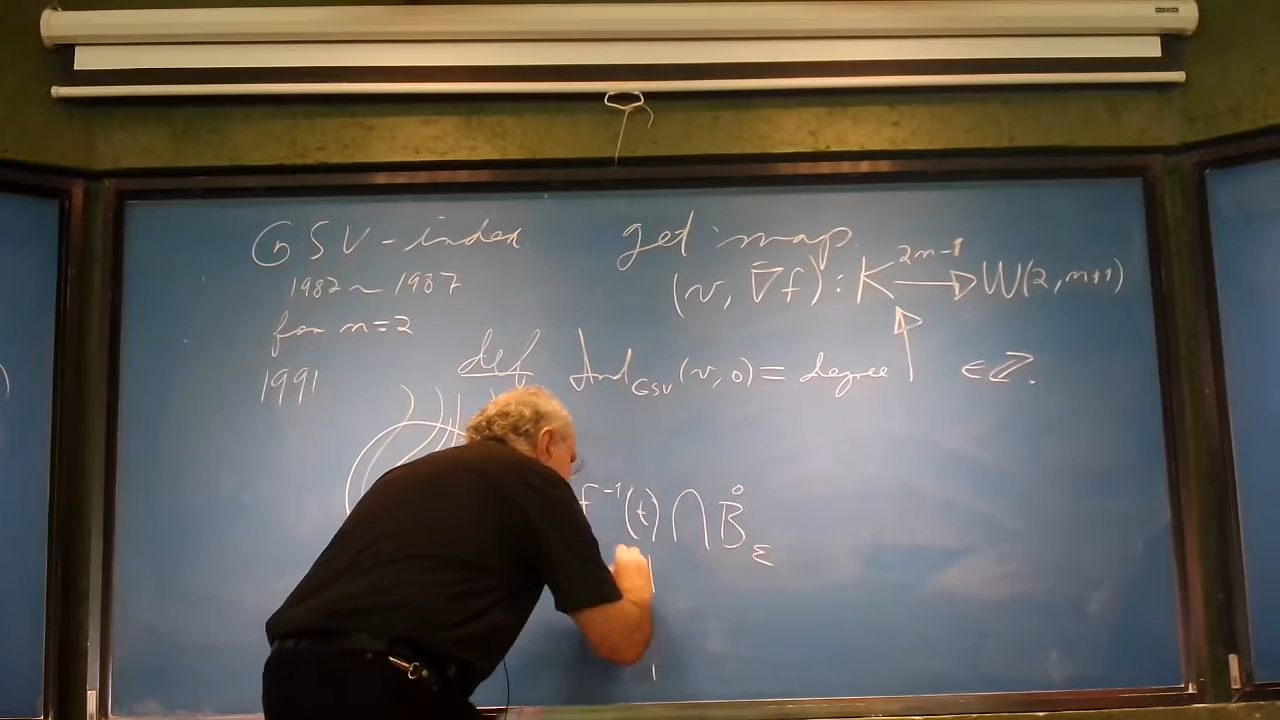 GSV-index
1982~1987
for n=2
1991
get map
(v, ∇̄f): K^{2n-1} → W(2, n+1)
def Ind_{GSV}(v, 0) = degree ↑ ∈ ℤ.
f^{-1}(t) ∩ B̊_ε